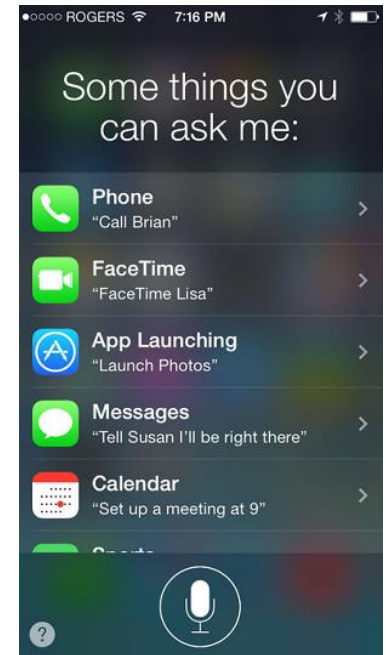 ROGERS 7:16 PM
Some things you
can ask me:
Phone
“Call Brian”
FaceTime
“FaceTime Lisa”
App Launching
“Launch Photos”
Messages
“Tell Susan I’ll be right there”
Calendar
“Set up a meeting at 9”
Sports
?